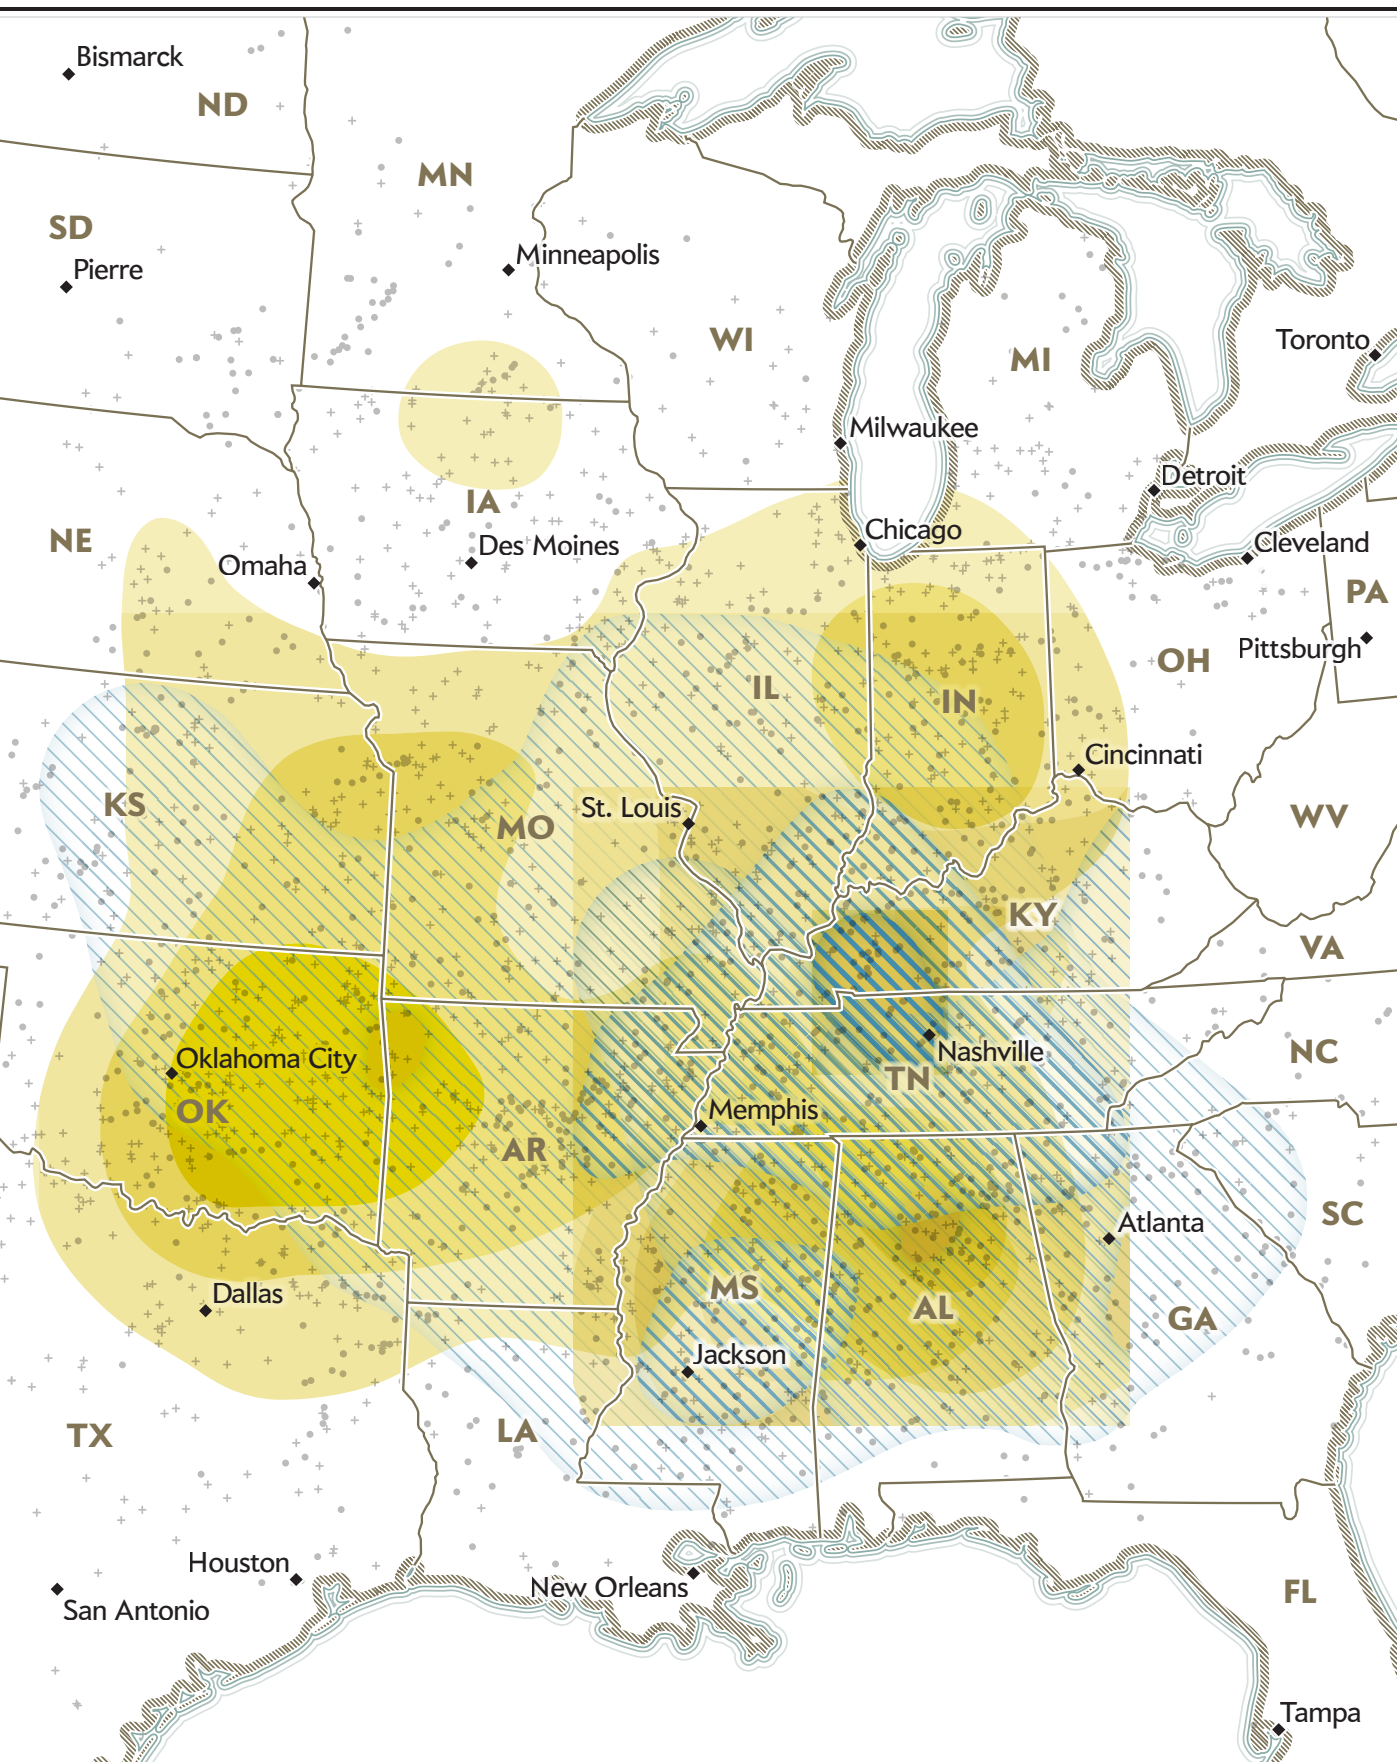 Bismarck
ND
MN
SD
Pierre
Minneapolis
WI
Toronto
MI
Milwaukee
Detroit
IA
Chicago
Cleveland
NE
Des Moines
Omaha
PA
Pittsburgh
OH
IL
IN
Cincinnati
KS
St. Louis
MO
WV
KY
VA
Oklahoma City
Nashville
NC
TN
OK
Memphis
AR
SC
Atlanta
Dallas
MS
AL
GA
Jackson
TX
LA
Houston
New Orleans
FL
San Antonio
Tampa